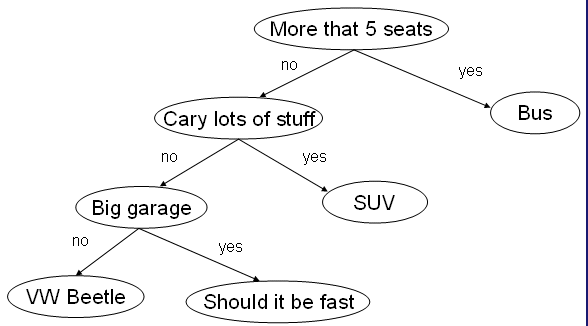 More that 5 seats
no
yes
Cary lots of stuff
Bus
no
yes
Big garage
SUV
no
yes
VW Beetle
Should it be fast